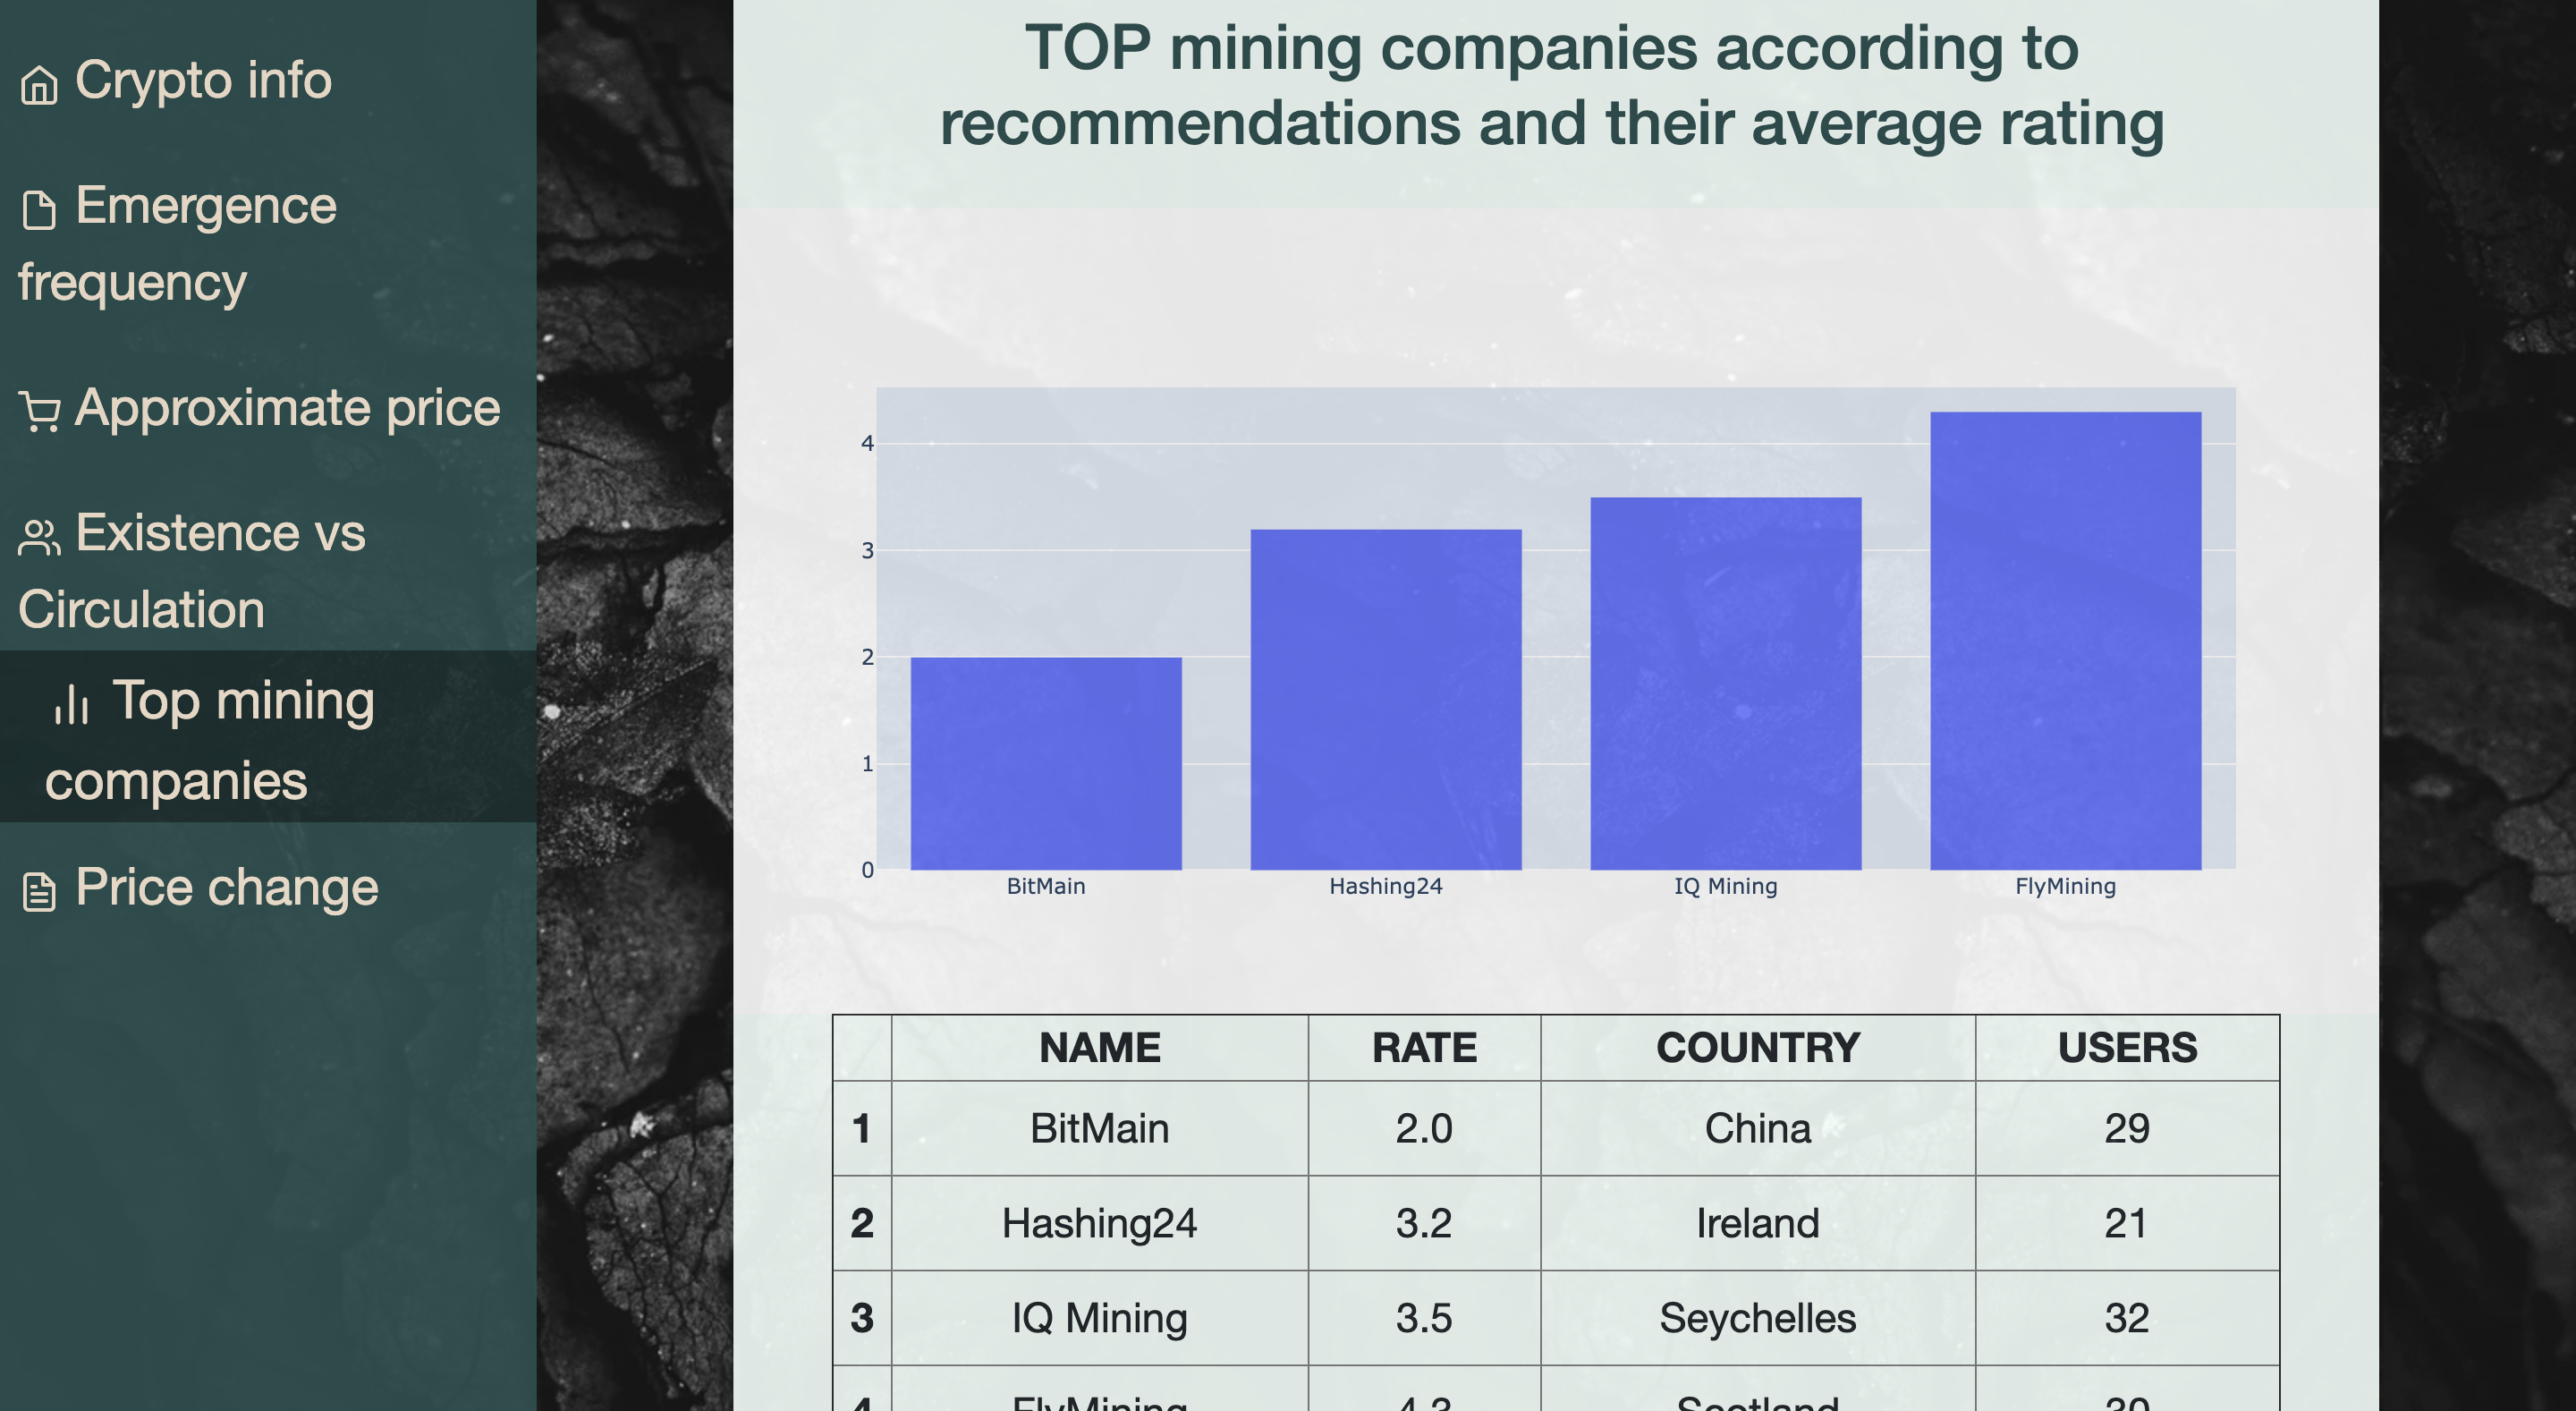 Crypto info
Emergence
frequency
Approximate price
Existence vs
Circulation
Top mining
companies
Price change
TOP mining companies according to
recommendations and their average rating
4
3
2
1
0
BitMain Hashing24 IQ Mining FlyMining
NAME RATE COUNTRY USERS
1 BitMain 2.0 China 29
2 Hashing24 3.2 Ireland 21
3 IQ Mining 3.5 Seychelles 32
4 FlyMining 4.3 Scotland